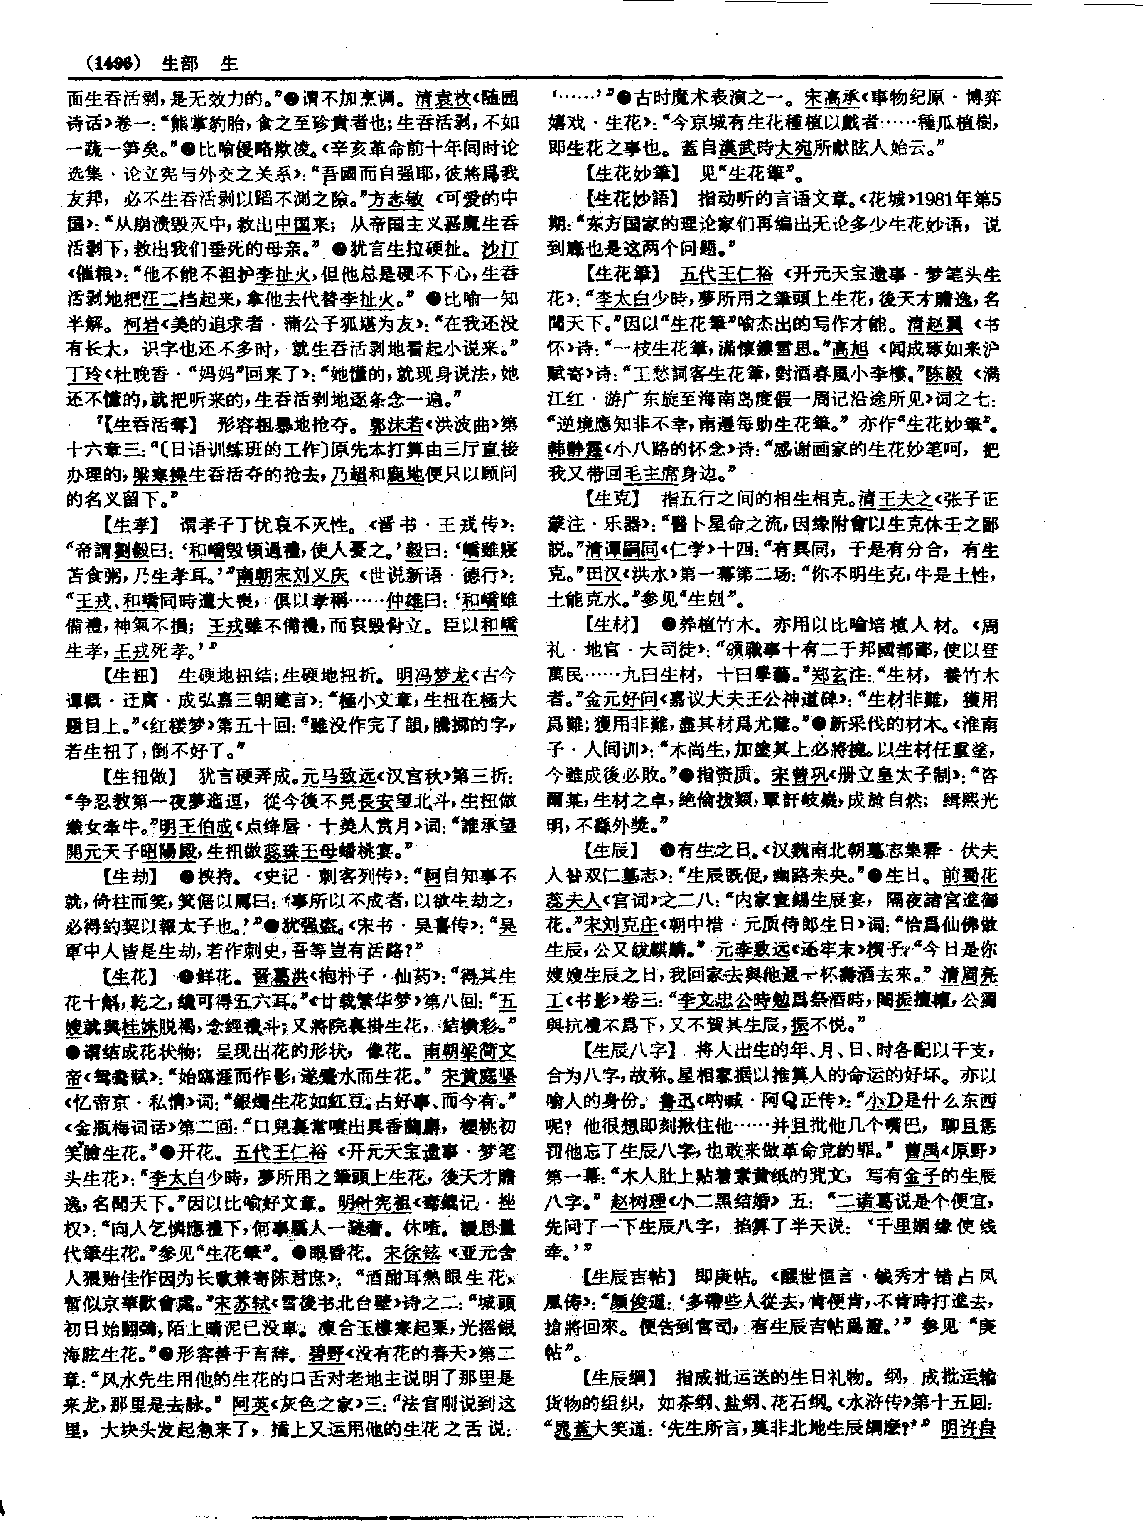 （1496） 生部 生
面生吞活剥，是无效力的。”❷谓不加烹调。清袁枚《随园
诗话》卷一：“熊掌豹胎，食之至珍貴者也；生吞活剥，不如
一蔬一笋矣。”❸比喻侵略欺凌。《辛亥革命前十年间时论
选集·论立宪与外交之关系》：“吾國而自强耶，彼將爲我
友邦，必不生吞活剥以蹈不測之險。”方志敏《可爱的中
国》：“从崩溃毁灭中，救出中国来；从帝国主义恶魔生吞
活剥下，救出我们垂死的母亲。”❹犹言生拉硬扯。沙汀
《催粮》：“他不能不袒护李扯火，但他总是硬不下心，生吞
活剥地把汪二挡起来，拿他去代替李扯火。”❺比喻一知
半解。柯岩《美的追求者·蒲公子狐堪为友》：“在我还没
有长大，识字也还不多时，就生吞活剥地看起小说来。”
丁玲《杜晚香·“妈妈”回来了》：“她懂的，就现身说法，她
还不懂的，就把听来的，生吞活剥地逐条念一遍。”
【生吞活奪】 形容粗暴地抢夺。郭沫若《洪波曲》第
十六章三：“〔日语训练班的工作〕原先本打算由三厅直接
办理的，梁寒操生吞活夺的抢去，乃超和鹿地便只以顾问
的名义留下。”
【生孝】 谓孝子丁忧哀不灭性。《晋书·王戎传》：
“帝謂劉毅曰：‘和嶠毀頓過禮，使人憂之。’毅曰：‘嶠雖寢
苫食粥，乃生孝耳。’”南朝宋刘义庆《世说新语·德行》：
“王戎、和嶠同時遭大喪，俱以孝稱……仲雄曰：‘和嶠雖
備禮，神氣不損；王戎雖不備禮，而哀毀骨立。臣以和嶠
生孝，王戎死孝。’”
【生扭】 生硬地扭结；生硬地扭折。明冯梦龙《古今
谭概·迂腐·成弘嘉三朝建言》：“極小文章，生扭在極大
題目上。”《红楼梦》第五十回：“雖没作完了韻，騰挪的字，
若生扭了，倒不好了。”
【生扭做】 犹言硬弄成。元马致远《汉宫秋》第三折：
“争忍教第一夜夢迤逗，從今後不見長安望北斗，生扭做
織女牽牛。”明王伯成《点绛唇·十美人赏月》词：“誰承望
開元天子昭陽殿，生扭做蕊珠王母蟠桃宴。”
【生劫】 ❶挟持。《史记·刺客列传》：“軻自知事不
就，倚柱而笑，箕倨以罵曰：‘事所以不成者，以欲生劫之，
必得約契以報太子也。’”❷犹强盗。《宋书·吴喜传》：“吴
軍中人皆是生劫，若作刺史，吾等豈有活路？”
【生花】 ❶鲜花。晋葛洪《抱朴子·仙药》：“得其生
花十斛，乾之，纔可得五六耳。”《廿载繁华梦》第八回：“五
嫂就與桂姝脱褐，念經禮斗；又將院裏掛生花，結横彩。”
❷谓结成花状物；呈现出花的形状，像花。南朝梁简文
帝《鸳鸯赋》：“始臨涯而作影，遂蹙水而生花。”宋黄庭坚
《忆帝京·私情》词：“銀燭生花如紅豆。占好事、而今有。”
《金瓶梅词话》第二回：“口兒裏常噴出異香蘭麝，櫻桃初
笑臉生花。”❸开花。五代王仁裕《开元天宝遗事·梦笔
头生花》：“李太白少時，夢所用之筆頭上生花，後天才贍
逸，名聞天下。”因以比喻好文章。明叶宪祖《鸾鎞记·挫
权》：“向人乞憐應禮下，何事驕人一謎奢。休喳。 恩量
代筆生花。”参见“生花筆”。❹眼昏花。宋徐铉《亚元舍
人猥贻佳作因为长歌兼寄陈君庶》：“酒酣耳熱眼生花，
暫似京華歡會處。”宋苏轼《雪後书北台壁》诗之二：“城頭
初日始翻鴉，陌上晴泥已没車。凍合玉樓寒起粟，光摇銀
海眩生花。”❺形容善于言辞。碧野《没有花的春天》第二
章：“风水先生用他的生花的口舌对老地主说明了那里是
来龙，那里是去脉。”阿英《灰色之家》三：“法官刚说到这
里，大块头发起急来了，插上又运用他的生花之舌说：
‘……’”❻古时魔术表演之一。宋高承《事物纪原·博弈
嬉戏·生花》：“今京城有生花種植以戲者……種瓜植樹，
即生花之事也。蓋自漢武時大宛所獻眩人始云。”
【生花妙筆】 见“生花筆”。
【生花妙語】 指动听的言语文章。《花城》1981年第5
期：“东方国家的理论家们再编出无论多少生花妙语，说
到底也是这两个问题。”
【生花筆】 五代王仁裕《开元天宝遗事·梦笔头生
花》：“李太白少時，夢所用之筆頭上生花，後天才贍逸，名
聞天下。”因以“生花筆”喻杰出的写作才能。清赵翼《书
怀》诗：“一枝生花筆，滿懷鏤雪思。”高旭《闻成琢如来沪
赋寄》诗：“工愁詞客生花筆，對酒春風小李樓。”陈毅《满
江红·游广东旋至海南岛度假一周记沿途所见》词之七：
“逆境應知非不幸，南遷每助生花筆。”亦作“生花妙筆”。
韩静霆《小八路的怀念》诗：“感谢画家的生花妙笔呵，把
我又带回毛主席身边。”
【生克】 指五行之间的相生相克。清王夫之《张子正
蒙注·乐器》：“醫卜星命之流，因緣附會以生克休王之鄙
説。”清谭嗣同《仁学》十四：“有異同，于是有分合，有生
克。”田汉《洪水》第一幕第二场：“你不明生克，牛是土性，
土能克水。”参见“生剋”。
【生材】 ❶养植竹木。亦用以比喻培植人材。《周
礼·地官·大司徒》：“頒職事十有二于邦國都鄙，使以登
萬民……九曰生材，十曰學藝。”郑玄注：“生材，養竹木
者。”金元好问《嘉议大夫王公神道碑》：“生材非難，獲用
爲難；獲用非難，盡其材爲尤難。”❷新采伐的材木。《淮南
子·人间训》：“木尚生，加塗其上必將撓。以生材任重塗，
今雖成後必敗。”❸指资质。宋曾巩《册立皇太子制》：“咨
爾某，生材之卓，絶倫拔類，覃訏岐嶷，成於自然；緝熙光
明，不繇外奬。”
【生辰】 ❶有生之日。《汉魏南北朝墓志集释·伏夫
人昝双仁墓志》：“生辰既促，幽路未央。”❷生日。前蜀花
蕊夫人《宫词》之二八：“内家宣錫生辰宴，隔夜諸宫進御
花。”宋刘克庄《朝中措·元质侍郎生日》词：“恰爲仙佛做
生辰，公又紱麒麟。”元李致远《还牢末》楔子：“今日是你
嫂嫂生辰之日，我回家去與他遞一杯壽酒去來。”清周亮
工《书影》卷三：“李文忠公時勉爲祭酒時，閹振擅權，公獨
與抗禮不爲下，又不賀其生辰，振不悦。”
【生辰八字】 将人出生的年、月、日、时各配以干支，
合为八字，故称。星相家据以推算人的命运的好坏。亦以
喻人的身份。鲁迅《呐喊·阿Q正传》：“小D是什么东西
呢？他很想即刻揪住他……并且批他几个嘴巴，聊且惩
罚他忘了生辰八字，也敢来做革命党的罪。”曹禺《原野》
第一幕：“木人肚上贴着素黄纸的咒文，写有金子的生辰
八字。”赵树理《小二黑结婚》五：“二诸葛说是个便宜，
先问了一下生辰八字，掐算了半天说：‘千里姻缘使线
牵。’”
【生辰吉帖】 即庚帖。《醒世恒言·钱秀才错占凤
凰俦》：“顏俊道：‘多帶些人從去，肯便肯，不肯時打進去，
搶將回來。便告到官司，有生辰吉帖爲證。’”参见“庚
帖”。
【生辰綱】 指成批运送的生日礼物。纲，成批运输
货物的组织，如茶纲、盐纲、花石纲。《水浒传》第十五回：
“晁蓋大笑道：‘先生所言，莫非北地生辰綱麽？’”明许自